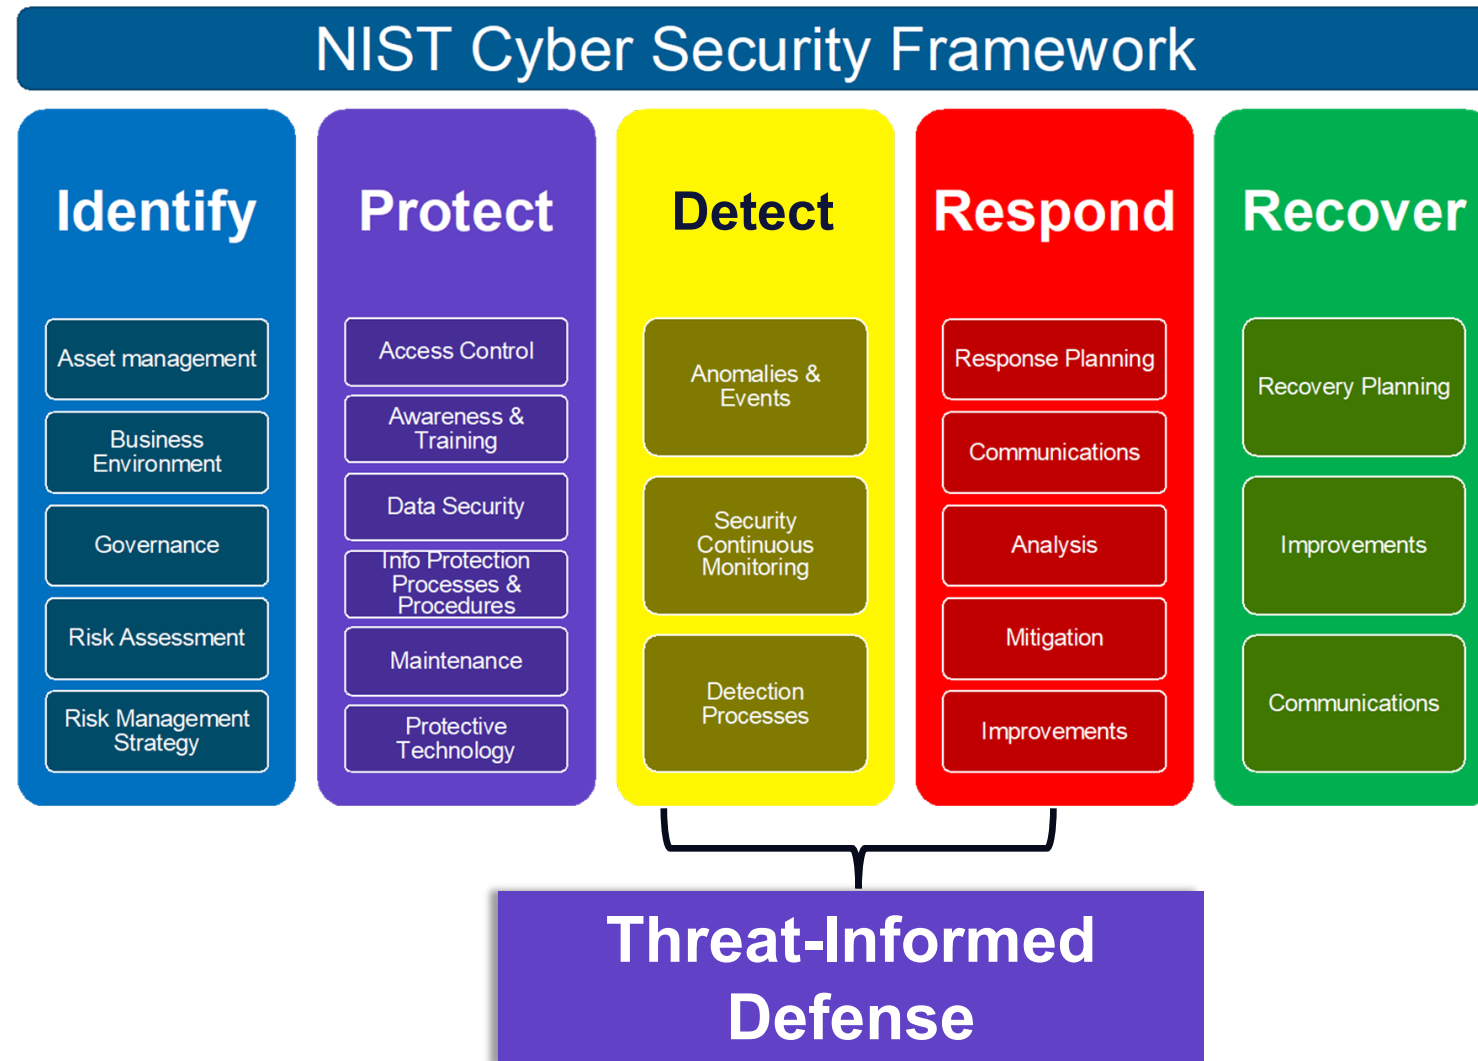 NIST Cyber Security Framework
Identify
Asset management
Business
Environment
Governance
Risk Assessment
Risk Management
Strategy
Protect
Access Control
Awareness &
Training
Data Security
Info Protection
Processes &
Procedures
Maintenance
Protective
Technology
Detect
Anomalies &
Events
Security
Continuous
Monitoring
Detection
Processes
Respond
Response Planning
Communications
Analysis
Mitigation
Improvements
Recover
Recovery Planning
Improvements
Communications
Threat-Informed
Defense